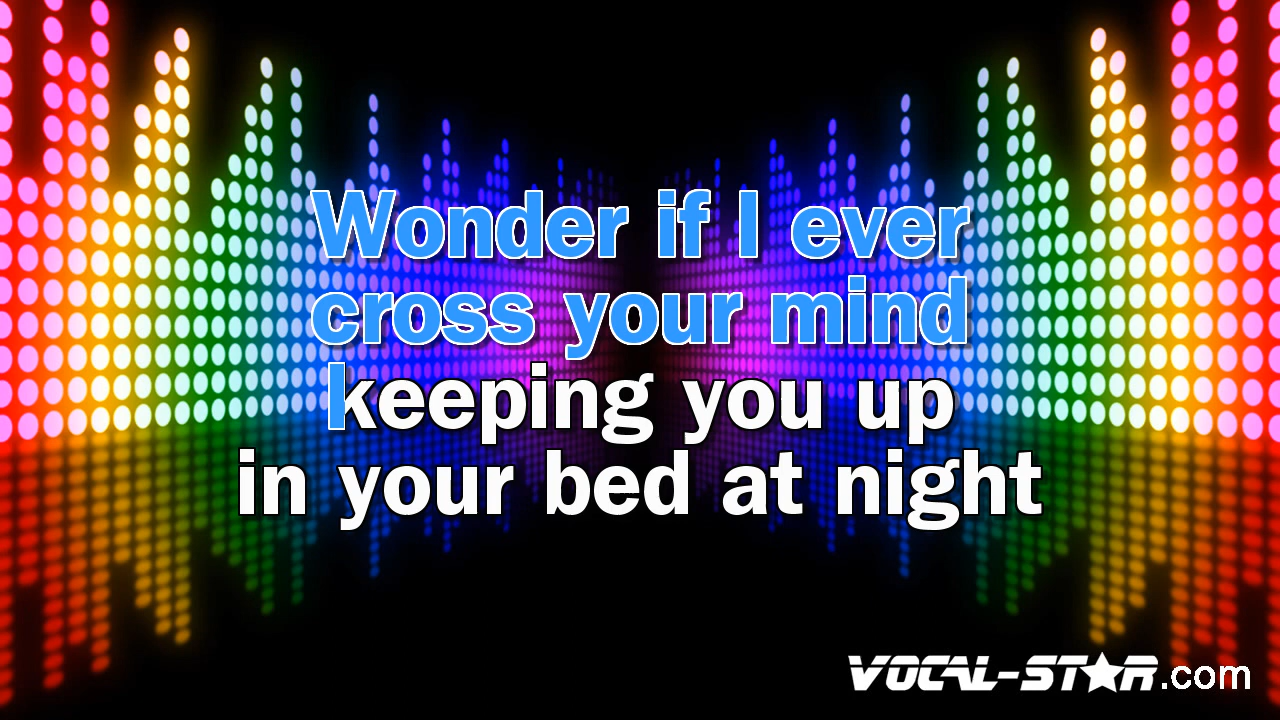 Wonder if I ever
cross your mind
keeping you up
in your bed at night
VOCAL-STAR.com